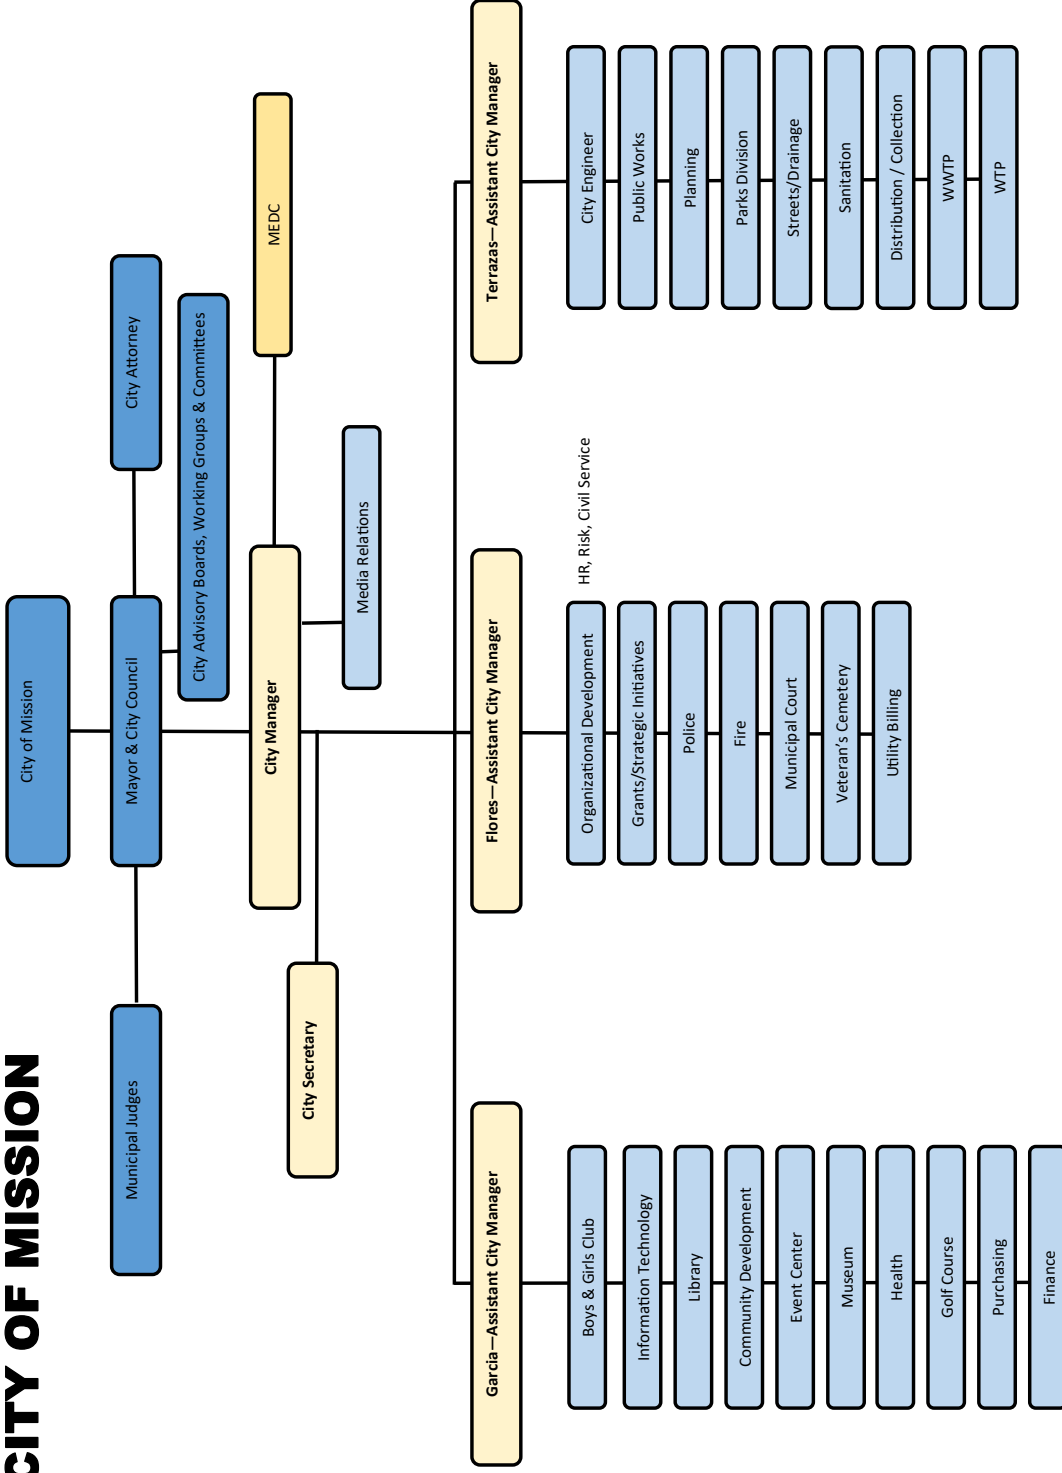 CITY OF MISSION
City of Mission
Municipal Judges
Mayor & City Council
City Attorney
City Advisory Boards, Working Groups & Committees
City Manager
MEDC
City Secretary
Media Relations
Garcia—Assistant City Manager
Boys & Girls Club
Information Technology
Library
Community Development
Event Center
Museum
Health
Golf Course
Purchasing
Finance
Flores—Assistant City Manager
Organizational Development
HR, Risk, Civil Service
Grants/Strategic Initiatives
Police
Fire
Municipal Court
Veteran's Cemetery
Utility Billing
Terrazas—Assistant City Manager
City Engineer
Public Works
Planning
Parks Division
Streets/Drainage
Sanitation
Distribution / Collection
WWTP
WTP